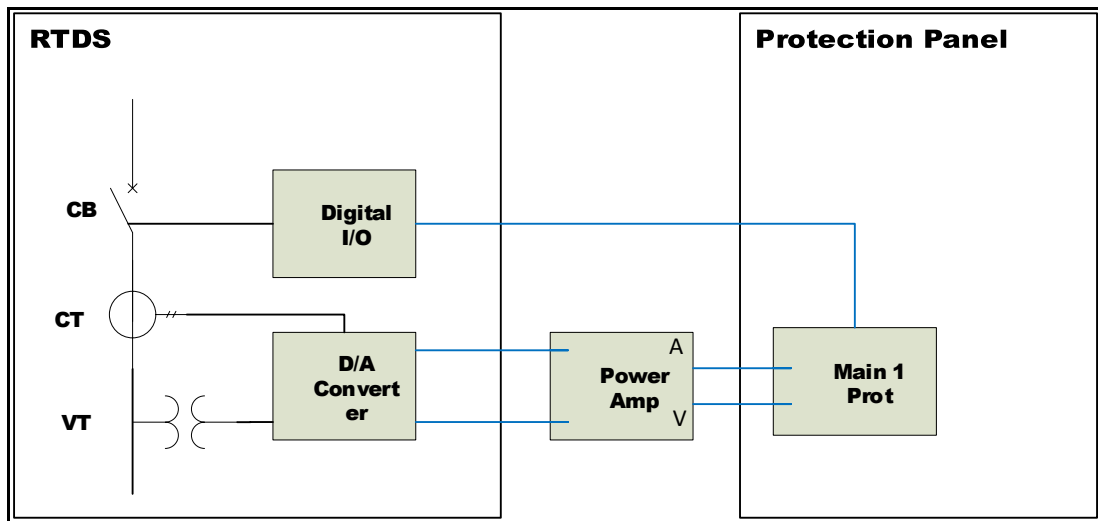 RTDS
Protection Panel
CB
Digital
I/O
CT
D/A
Convert
er
Power
Amp
A
V
Main 1
Prot
VT